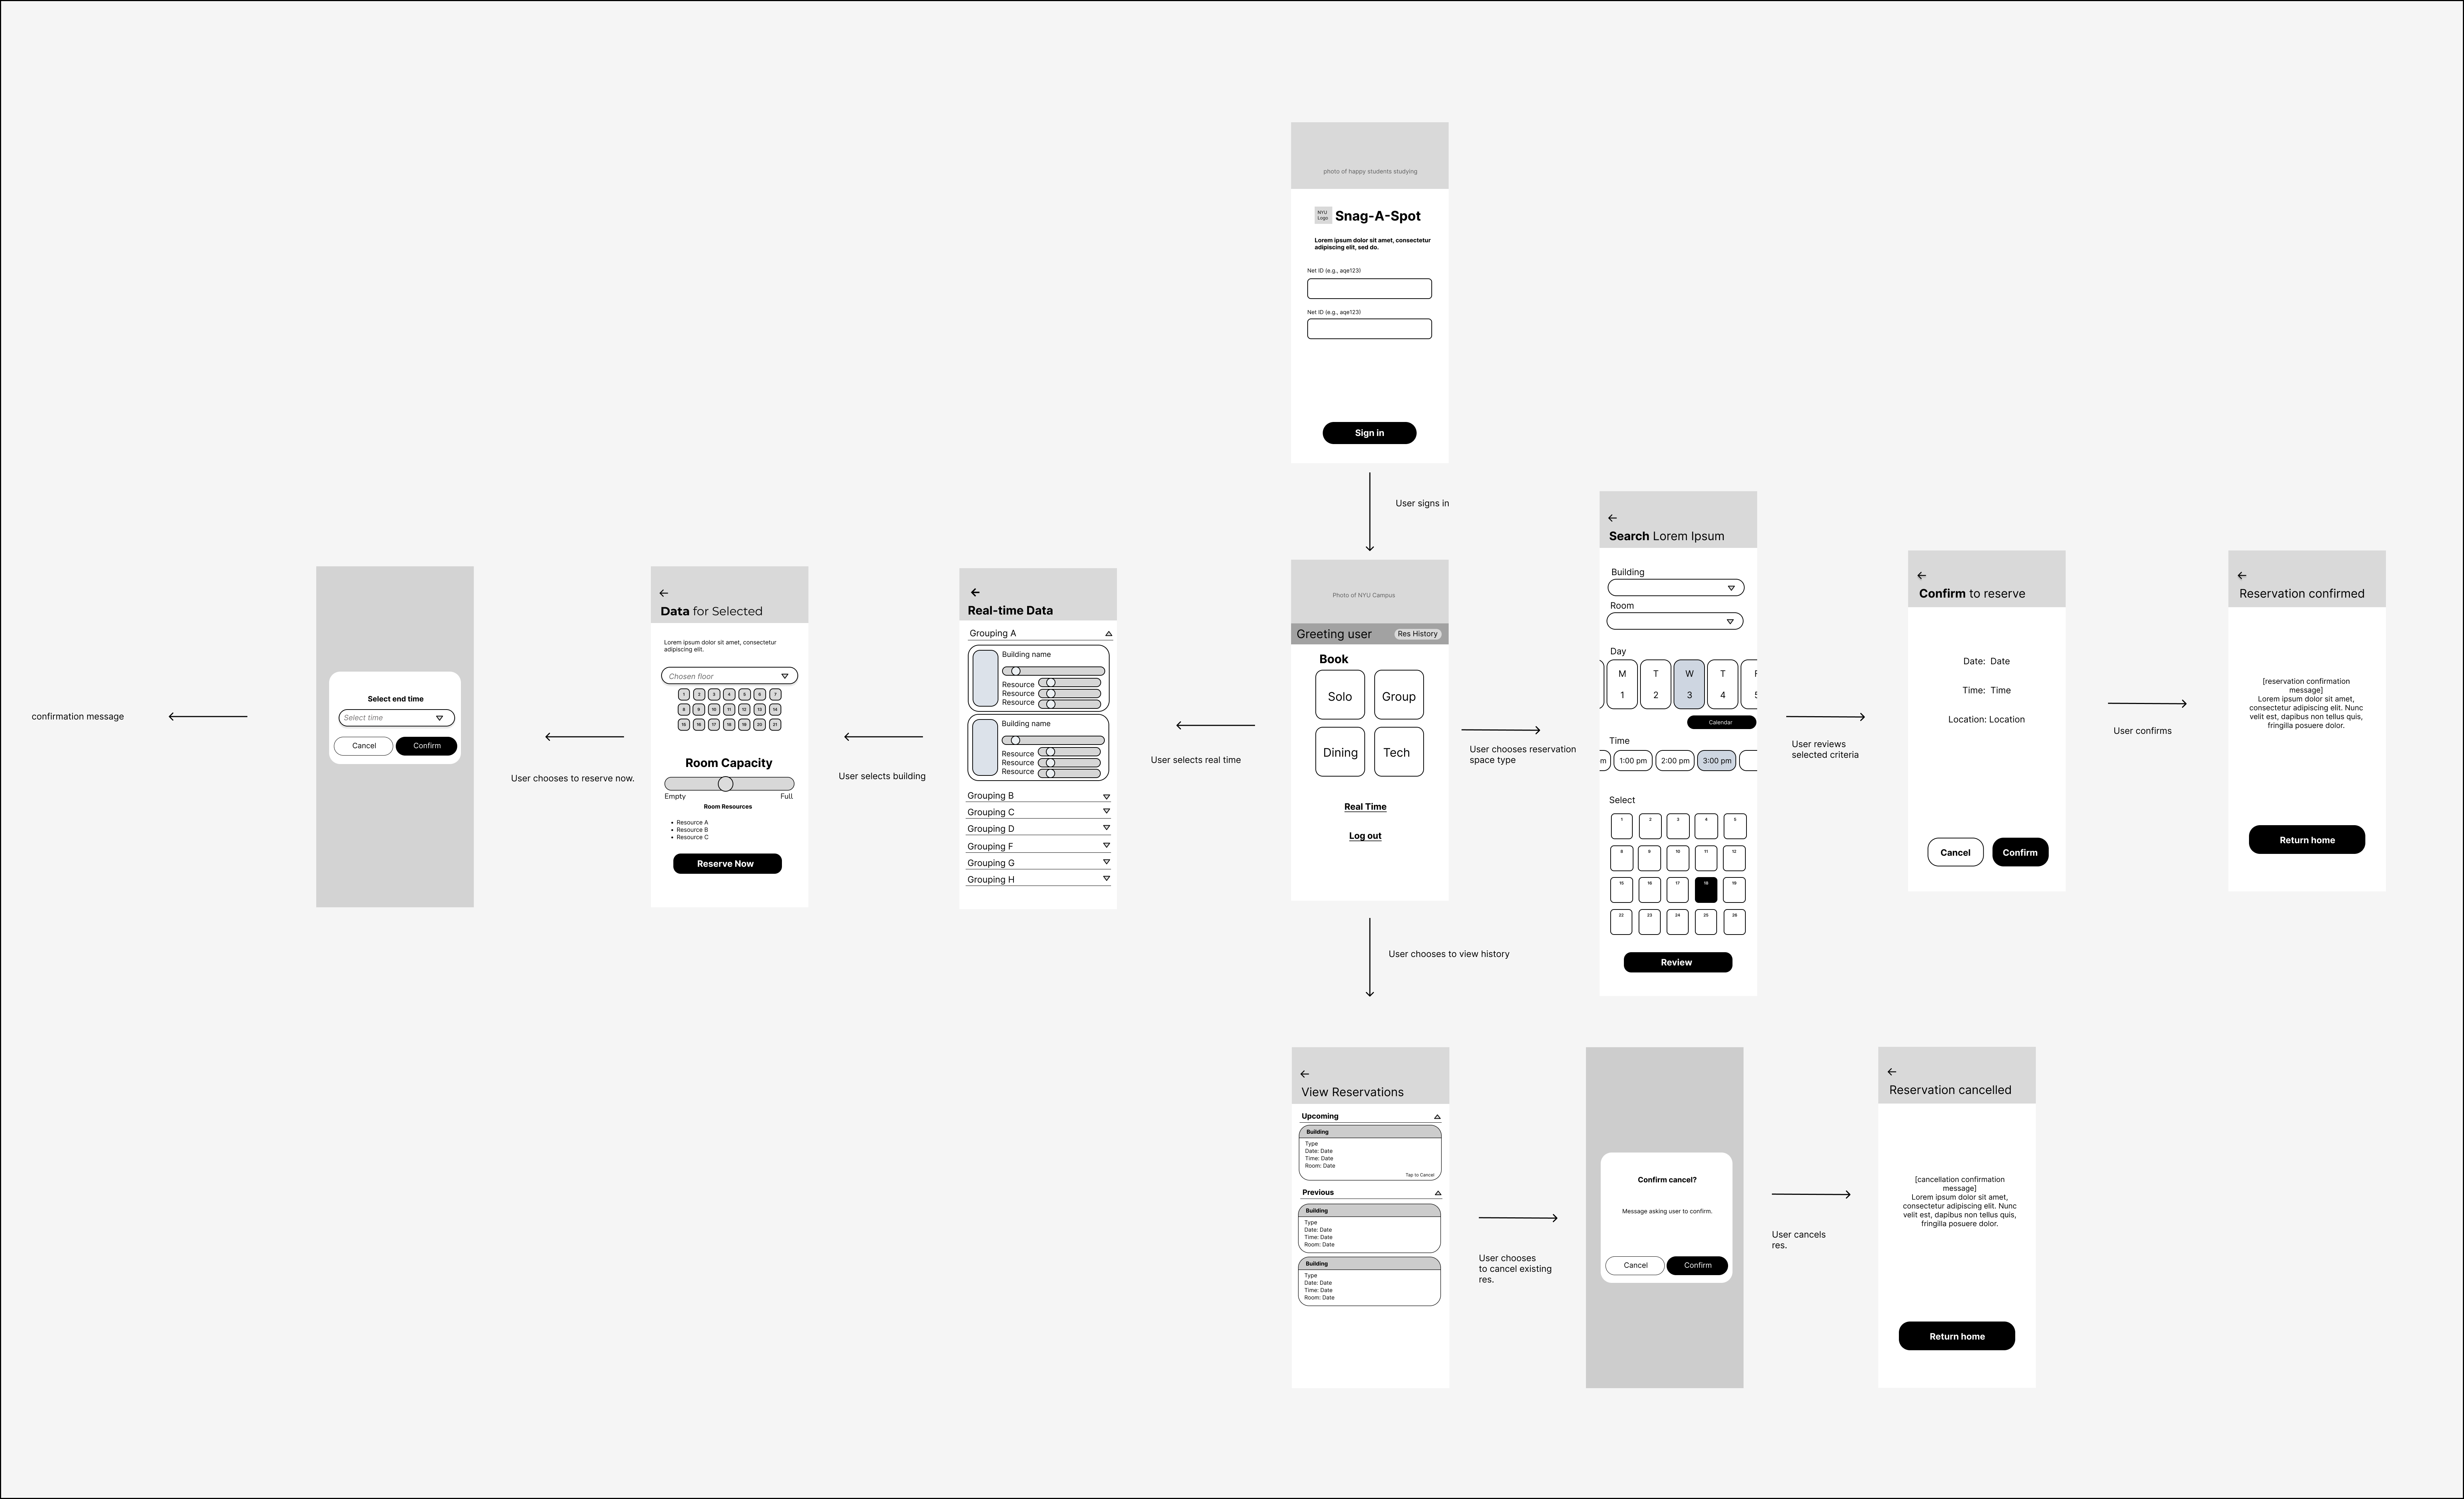 photo of happy students studying
NYU
Logo
Snag-A-Spot
Lorem ipsum dolor sit amet, consectetur
adipiscing elit, sed do.
Net ID (e.g., aqe123)
Net ID (e.g., aqe123)
Sign in
User signs in
confirmation message
Select end time
Select time
Cancel
Confirm
User chooses to reserve now.
Data for Selected
Lorem ipsum dolor sit amet, consectetur
adipiscing elit.
Chosen floor
1 2 3 4 5 6 7
8 9 10 11 12 13 14
15 16 17 18 19 20 21
Room Capacity
Empty Full
Room Resources
• Resource A
• Resource B
• Resource C
Reserve Now
User selects building
Real-time Data
Grouping A
Building name
Resource
Resource
Resource
Building name
Resource
Resource
Resource
Grouping B
Grouping C
Grouping D
Grouping F
Grouping G
Grouping H
User selects real time
Photo of NYU Campus
Greeting user
Res History
Book
Solo
Group
Dining
Tech
Real Time
Log out
User chooses reservation
space type
Search Lorem Ipsum
Building
Room
Day
M T W T F
1 2 3 4 5
Calendar
Time
m 1:00 pm 2:00 pm 3:00 pm
Select
1 2 3 4 5
8 9 10 11 12
15 16 17 18 19
22 23 24 25 26
Review
User reviews
selected criteria
Confirm to reserve
Date: Date
Time: Time
Location: Location
Cancel
Confirm
User confirms
Reservation confirmed
[reservation confirmation
message]
Lorem ipsum dolor sit amet,
consectetur adipiscing elit. Nunc
velit est, dapibus non tellus quis,
fringilla posuere dolor.
Return home
User chooses to view history
View Reservations
Upcoming
Building
Type
Date: Date
Time: Date
Room: Date
Tap to Cancel
Previous
Building
Type
Date: Date
Time: Date
Room: Date
Building
Type
Date: Date
Time: Date
Room: Date
User chooses
to cancel existing
res.
Confirm cancel?
Message asking user to confirm.
Cancel
Confirm
User cancels
res.
Reservation cancelled
[cancellation confirmation
message]
Lorem ipsum dolor sit amet,
consectetur adipiscing elit. Nunc
velit est, dapibus non tellus quis,
fringilla posuere dolor.
Return home